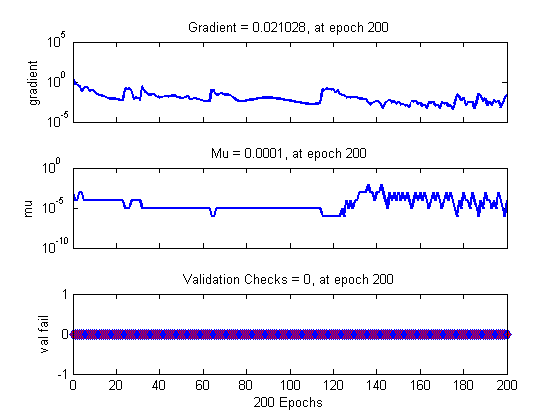 Gradient = 0.021028, at epoch 200
10^5
10^0
10^-5
gradient
Mu = 0.0001, at epoch 200
10^0
10^-5
10^-10
mu
Validation Checks = 0, at epoch 200
1
0
-1
val fail
0 20 40 60 80 100 120 140 160 180 200
200 Epochs